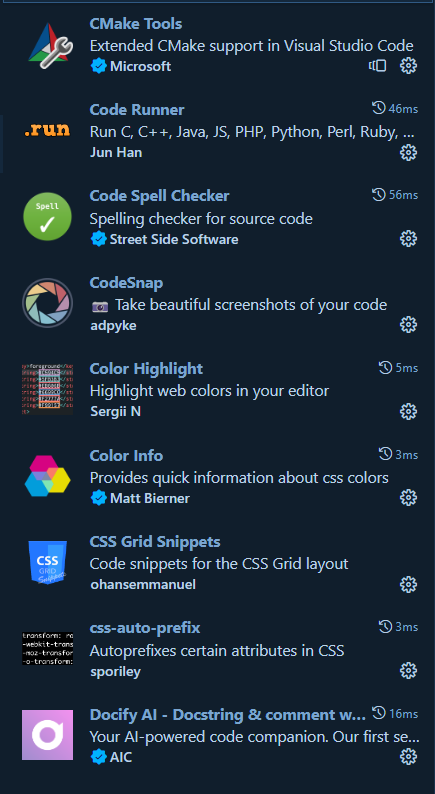 CMake Tools
Extended CMake support in Visual Studio Code
Microsoft
.run
Code Runner 46ms
Run C, C++, Java, JS, PHP, Python, Perl, Ruby, ...
Jun Han
Spell
Code Spell Checker 56ms
Spelling checker for source code
Street Side Software
CodeSnap
📷 Take beautiful screenshots of your code
adpyke
Color Highlight 5ms
Highlight web colors in your editor
Sergii N
Color Info 3ms
Provides quick information about css colors
Matt Bierner
CSS
GRID
Snippets
CSS Grid Snippets
Code snippets for the CSS Grid layout
ohansemmanuel
transform: ro
-webkit-trans
-moz-transfor
-o-transform:
css-auto-prefix 3ms
Autoprefixes certain attributes in CSS
sporiley
Docify AI - Docstring & comment w... 16ms
Your AI-powered code companion. Our first se...
AIC